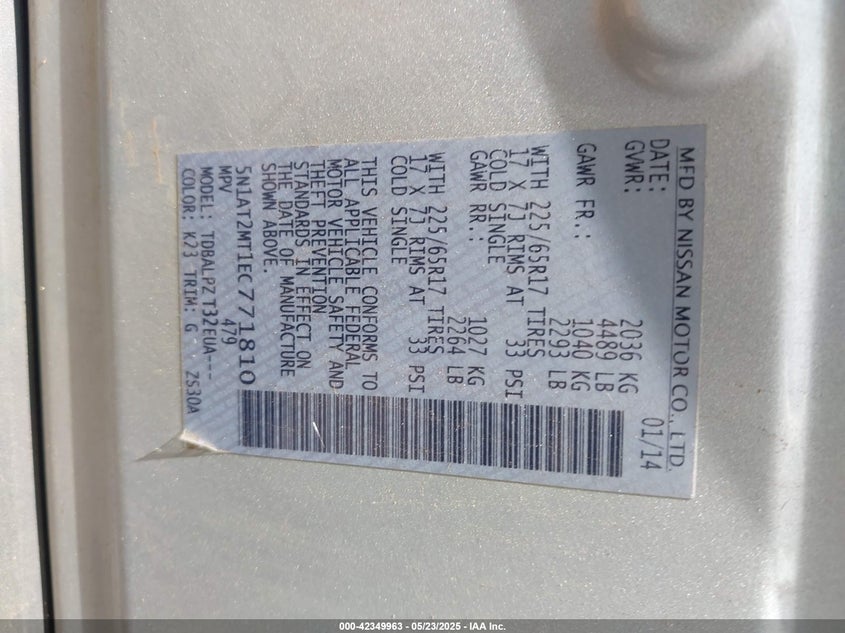 MFD BY NISSAN MOTOR CO., LTD.
DATE: 01/14
GVWR: 2036 KG
4489 LB
GAWR FR.: 1040 KG
2293 LB
WITH 225/65R17 TIRES
17 X 7J RIMS AT 33 PSI
COLD SINGLE
GAWR RR.: 1027 KG
2264 LB
WITH 225/65R17 TIRES
17 X 7J RIMS AT 33 PSI
COLD SINGLE
THIS VEHICLE CONFORMS TO
ALL APPLICABLE FEDERAL
MOTOR VEHICLE SAFETY AND
THEFT PREVENTION
STANDARDS IN EFFECT ON
THE DATE OF MANUFACTURE
SHOWN ABOVE.
5N1AT2MT1EC771810
MPV 479
MODEL: TDBALPZ T32EUA---
COLOR: K23 TRIM: G ZS30A
000-42349963 - 05/23/2025 - IAA Inc.